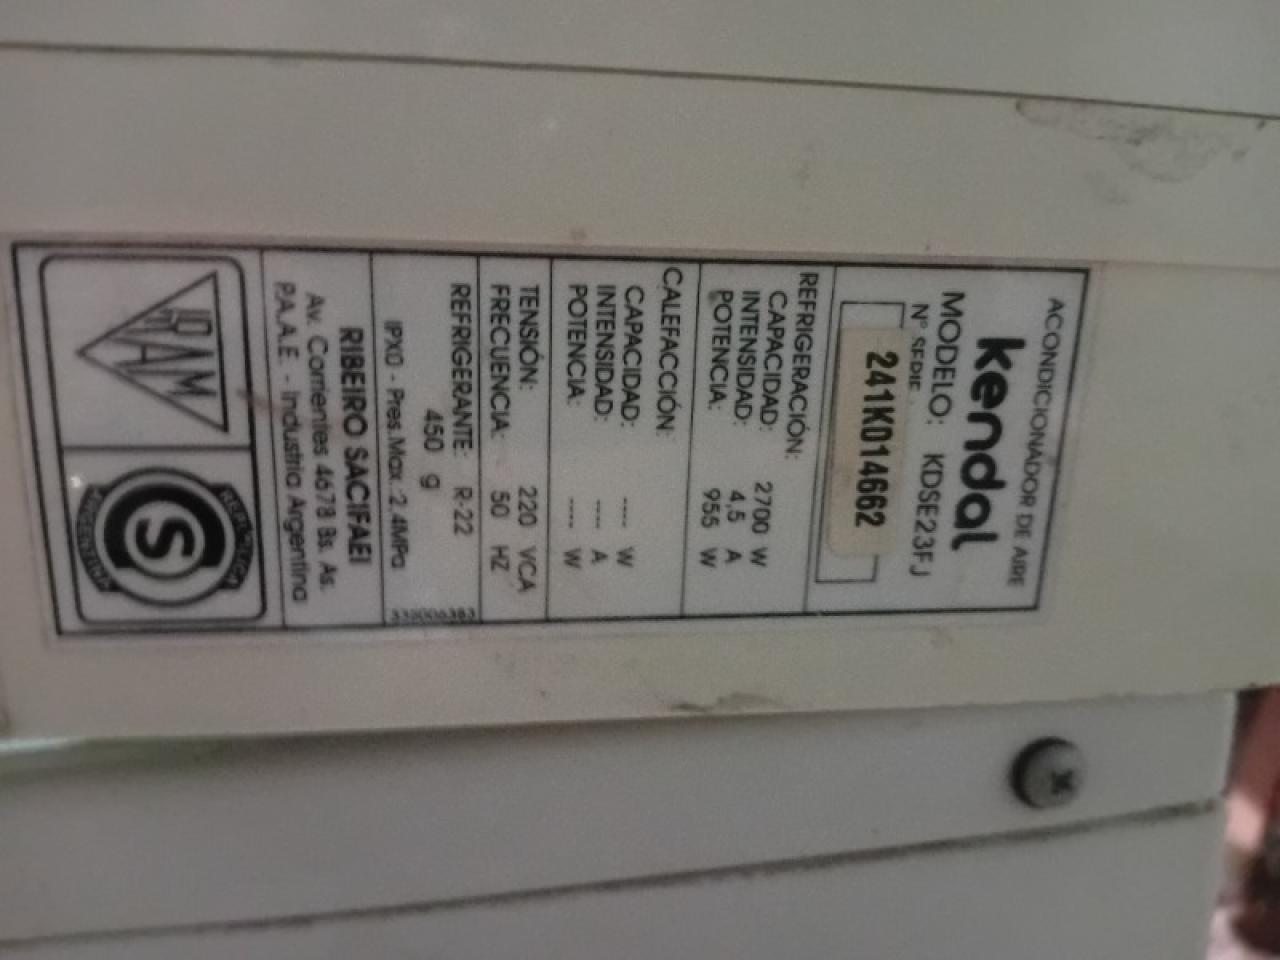 ACONDICIONADOR DE AIRE
kendal
MODELO: KDSE23FJ
N° SERIE
241K014662
REFRIGERACIÓN:
CAPACIDAD: 2700 W
INTENSIDAD: 4,5 A
POTENCIA: 955 W
CALEFACCIÓN:
CAPACIDAD: ---- W
INTENSIDAD: ---- A
POTENCIA: ---- W
TENSIÓN: 220 VCA
FRECUENCIA: 50 HZ
REFRIGERANTE: R-22
450 g
IPX0 - Pres.Max.:2.4MPa
RIBEIRO SACIFAEI
Av. Corrientes 4678 Bs. As.
P.A.A.E - Industria Argentina
IRAM
REPUBLICA
S
ARGENTINA